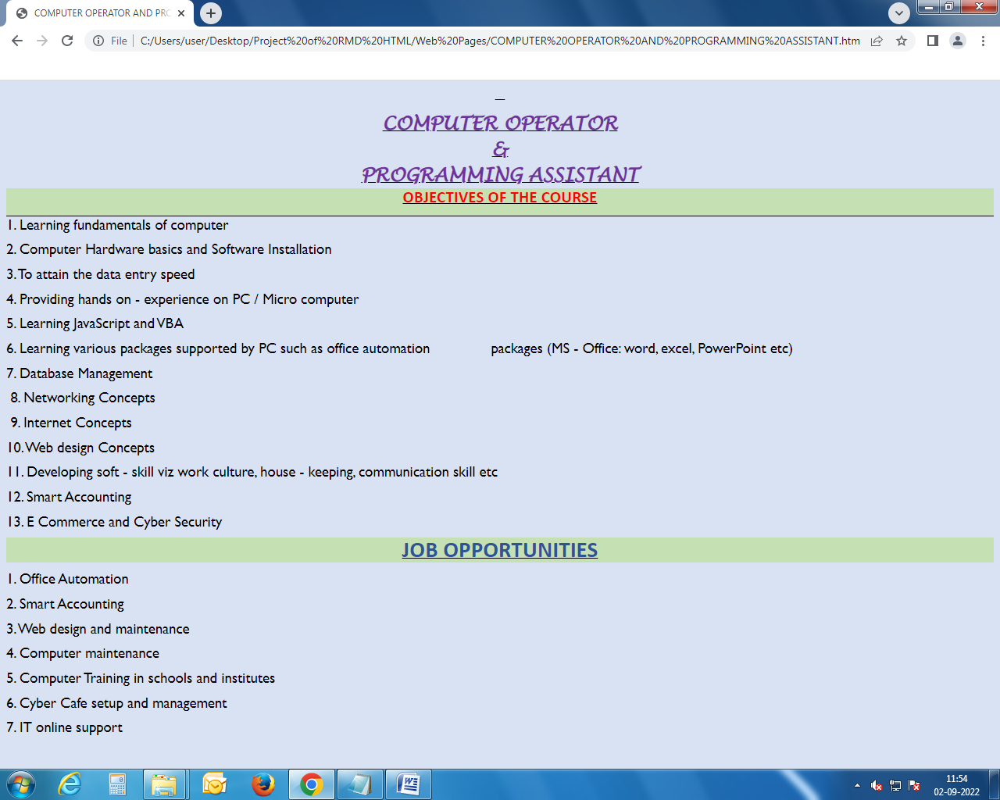 COMPUTER OPERATOR AND PRO
File
C:/Users/user/Desktop/Project%20of%20RMD%20HTML/Web%20Pages/COMPUTER%20OPERATOR%20AND%20PROGRAMMING%20ASSISTANT.htm
COMPUTER OPERATOR
&
PROGRAMMING ASSISTANT
OBJECTIVES OF THE COURSE
1. Learning fundamentals of computer
2. Computer Hardware basics and Software Installation
3. To attain the data entry speed
4. Providing hands on - experience on PC / Micro computer
5. Learning JavaScript and VBA
6. Learning various packages supported by PC such as office automation packages (MS - Office: word, excel, PowerPoint etc)
7. Database Management
8. Networking Concepts
9. Internet Concepts
10. Web design Concepts
11. Developing soft - skill viz work culture, house - keeping, communication skill etc
12. Smart Accounting
13. E Commerce and Cyber Security
JOB OPPORTUNITIES
1. Office Automation
2. Smart Accounting
3. Web design and maintenance
4. Computer maintenance
5. Computer Training in schools and institutes
6. Cyber Cafe setup and management
7. IT online support
11:54
02-09-2022